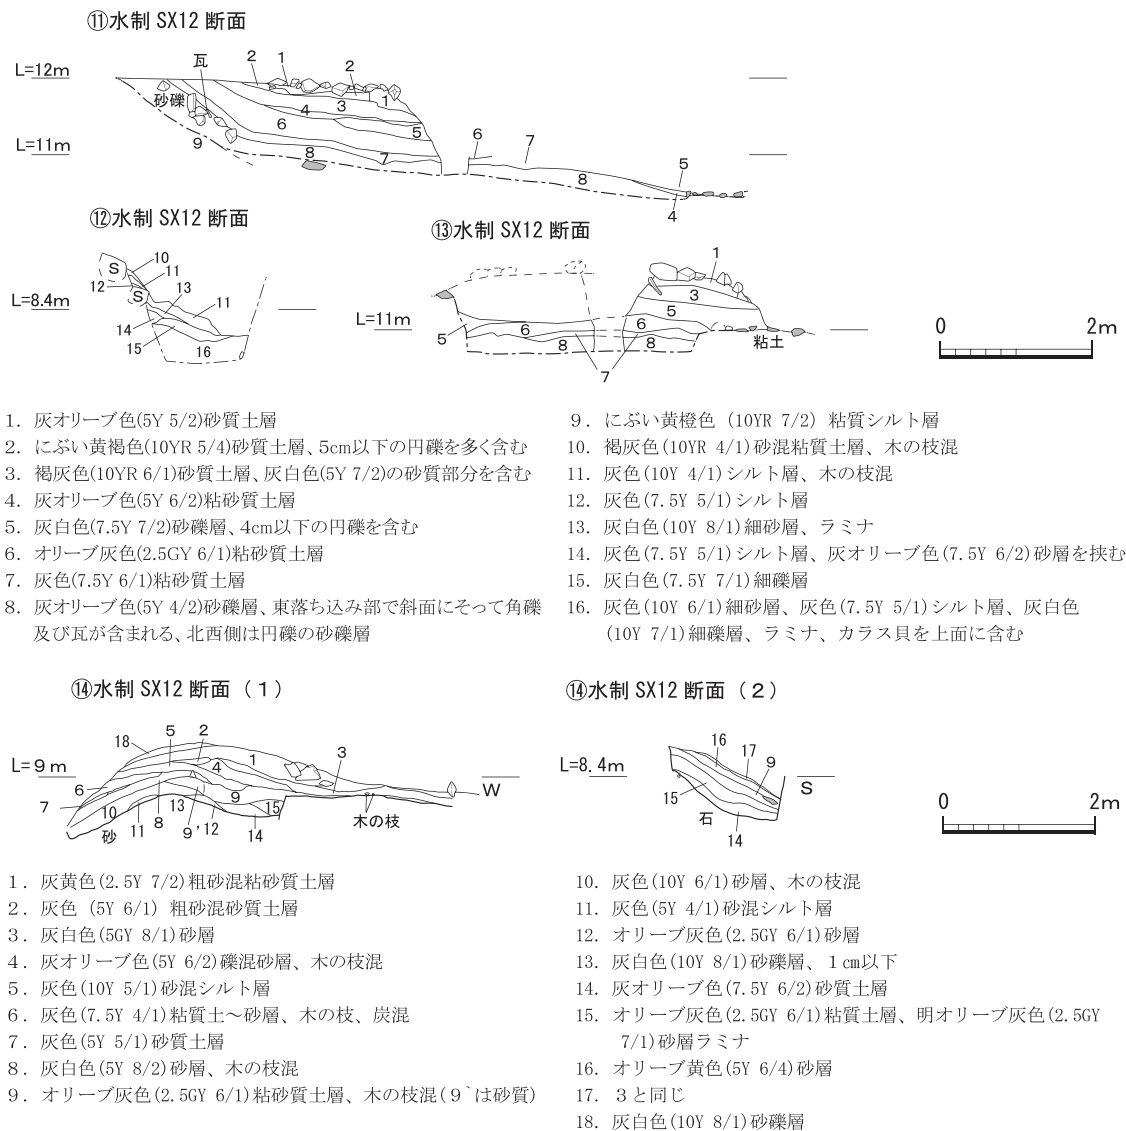 ⑪水制 SX12 断面
L=12m
瓦
2
1
2
砂礫
4
3
1
6
5
9
8
7
L=11m
6
7
8
5
4
⑫水制 SX12 断面
L=8.4m
S
10
11
12
S
13
11
14
15
16
⑬水制 SX12 断面
L=11m
1
3
5
5
6
6
8
8
7
粘土
0 2m
1. 灰オリーブ色(5Y 5/2)砂質土層
2. にぶい黄褐色(10YR 5/4)砂質土層、5cm以下の円礫を多く含む
3. 褐灰色(10YR 6/1)砂質土層、灰白色(5Y 7/2)の砂質部分を含む
4. 灰オリーブ色(5Y 6/2)粘砂質土層
5. 灰白色(7.5Y 7/2)砂礫層、4cm以下の円礫を含む
6. オリーブ灰色(2.5GY 6/1)粘砂質土層
7. 灰色(7.5Y 6/1)粘砂質土層
8. 灰オリーブ色(5Y 4/2)砂礫層、東落ち込み部で斜面にそって角礫
及び瓦が含まれる、北西側は円礫の砂礫層
9. にぶい黄橙色 (10YR 7/2) 粘質シルト層
10. 褐灰色(10YR 4/1)砂混粘質土層、木の枝混
11. 灰色(10Y 4/1)シルト層、木の枝混
12. 灰色(7.5Y 5/1)シルト層
13. 灰白色(10Y 8/1)細砂層、ラミナ
14. 灰色(7.5Y 5/1)シルト層、灰オリーブ色(7.5Y 6/2)砂層を挟む
15. 灰白色(7.5Y 7/1)細礫層
16. 灰色(10Y 6/1)細砂層、灰色(7.5Y 5/1)シルト層、灰白色
(10Y 7/1)細礫層、ラミナ、カラス貝を上面に含む
⑭水制 SX12 断面(1)
L=9m
18
5
2
1
3
4
6
7
9
10
砂
11
8
13
9`
12
15
14
木の枝
W
⑭水制 SX12 断面(2)
L=8.4m
16
17
9
15
石
14
S
0 2m
1. 灰黄色(2.5Y 7/2)粗砂混粘砂質土層
2. 灰色 (5Y 6/1) 粗砂混砂質土層
3. 灰白色(5GY 8/1)砂層
4. 灰オリーブ色(5Y 6/2)礫混砂層、木の枝混
5. 灰色(10Y 5/1)砂混シルト層
6. 灰色(7.5Y 4/1)粘質土~砂層、木の枝、炭混
7. 灰色(5Y 5/1)砂質土層
8. 灰白色(5Y 8/2)砂層、木の枝混
9. オリーブ灰色(2.5GY 6/1)粘砂質土層、木の枝混(9`は砂質)
10. 灰色(10Y 6/1)砂層、木の枝混
11. 灰色(5Y 4/1)砂混シルト層
12. オリーブ灰色(2.5GY 6/1)砂層
13. 灰白色(10Y 8/1)砂礫層、1㎝以下
14. 灰オリーブ色(7.5Y 6/2)砂質土層
15. オリーブ灰色(2.5GY 6/1)粘質土層、明オリーブ灰色(2.5GY
7/1)砂層ラミナ
16. オリーブ黄色(5Y 6/4)砂層
17. 3と同じ
18. 灰白色(10Y 8/1)砂礫層